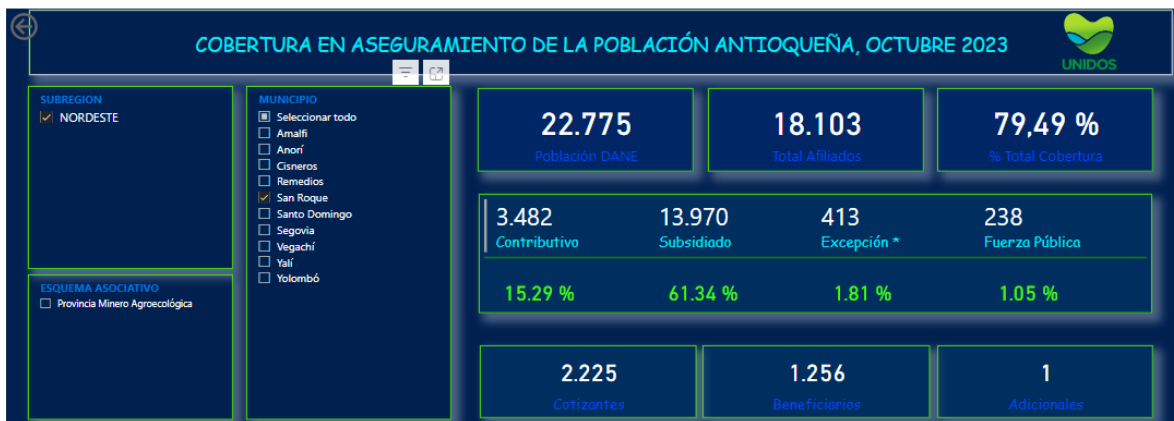 COBERTURA EN ASEGURAMIENTO DE LA POBLACIÓN ANTIOQUEÑA, OCTUBRE 2023
UNIDOS
SUBREGION
NORDESTE
ESQUEMA ASOCIATIVO
Provincia Minero Agroecológica
MUNICIPIO
Seleccionar todo
Amalfi
Anorí
Cisneros
Remedios
San Roque
Santo Domingo
Segovia
Vegachí
Yalí
Yolombó
22.775
Población DANE
18.103
Total Afiliados
79,49 %
% Total Cobertura
3.482
Contributivo
13.970
Subsidiado
413
Excepción *
238
Fuerza Pública
15.29 %
61.34 %
1.81 %
1.05 %
2.225
Cotizantes
1.256
Beneficiarios
1
Adicionales